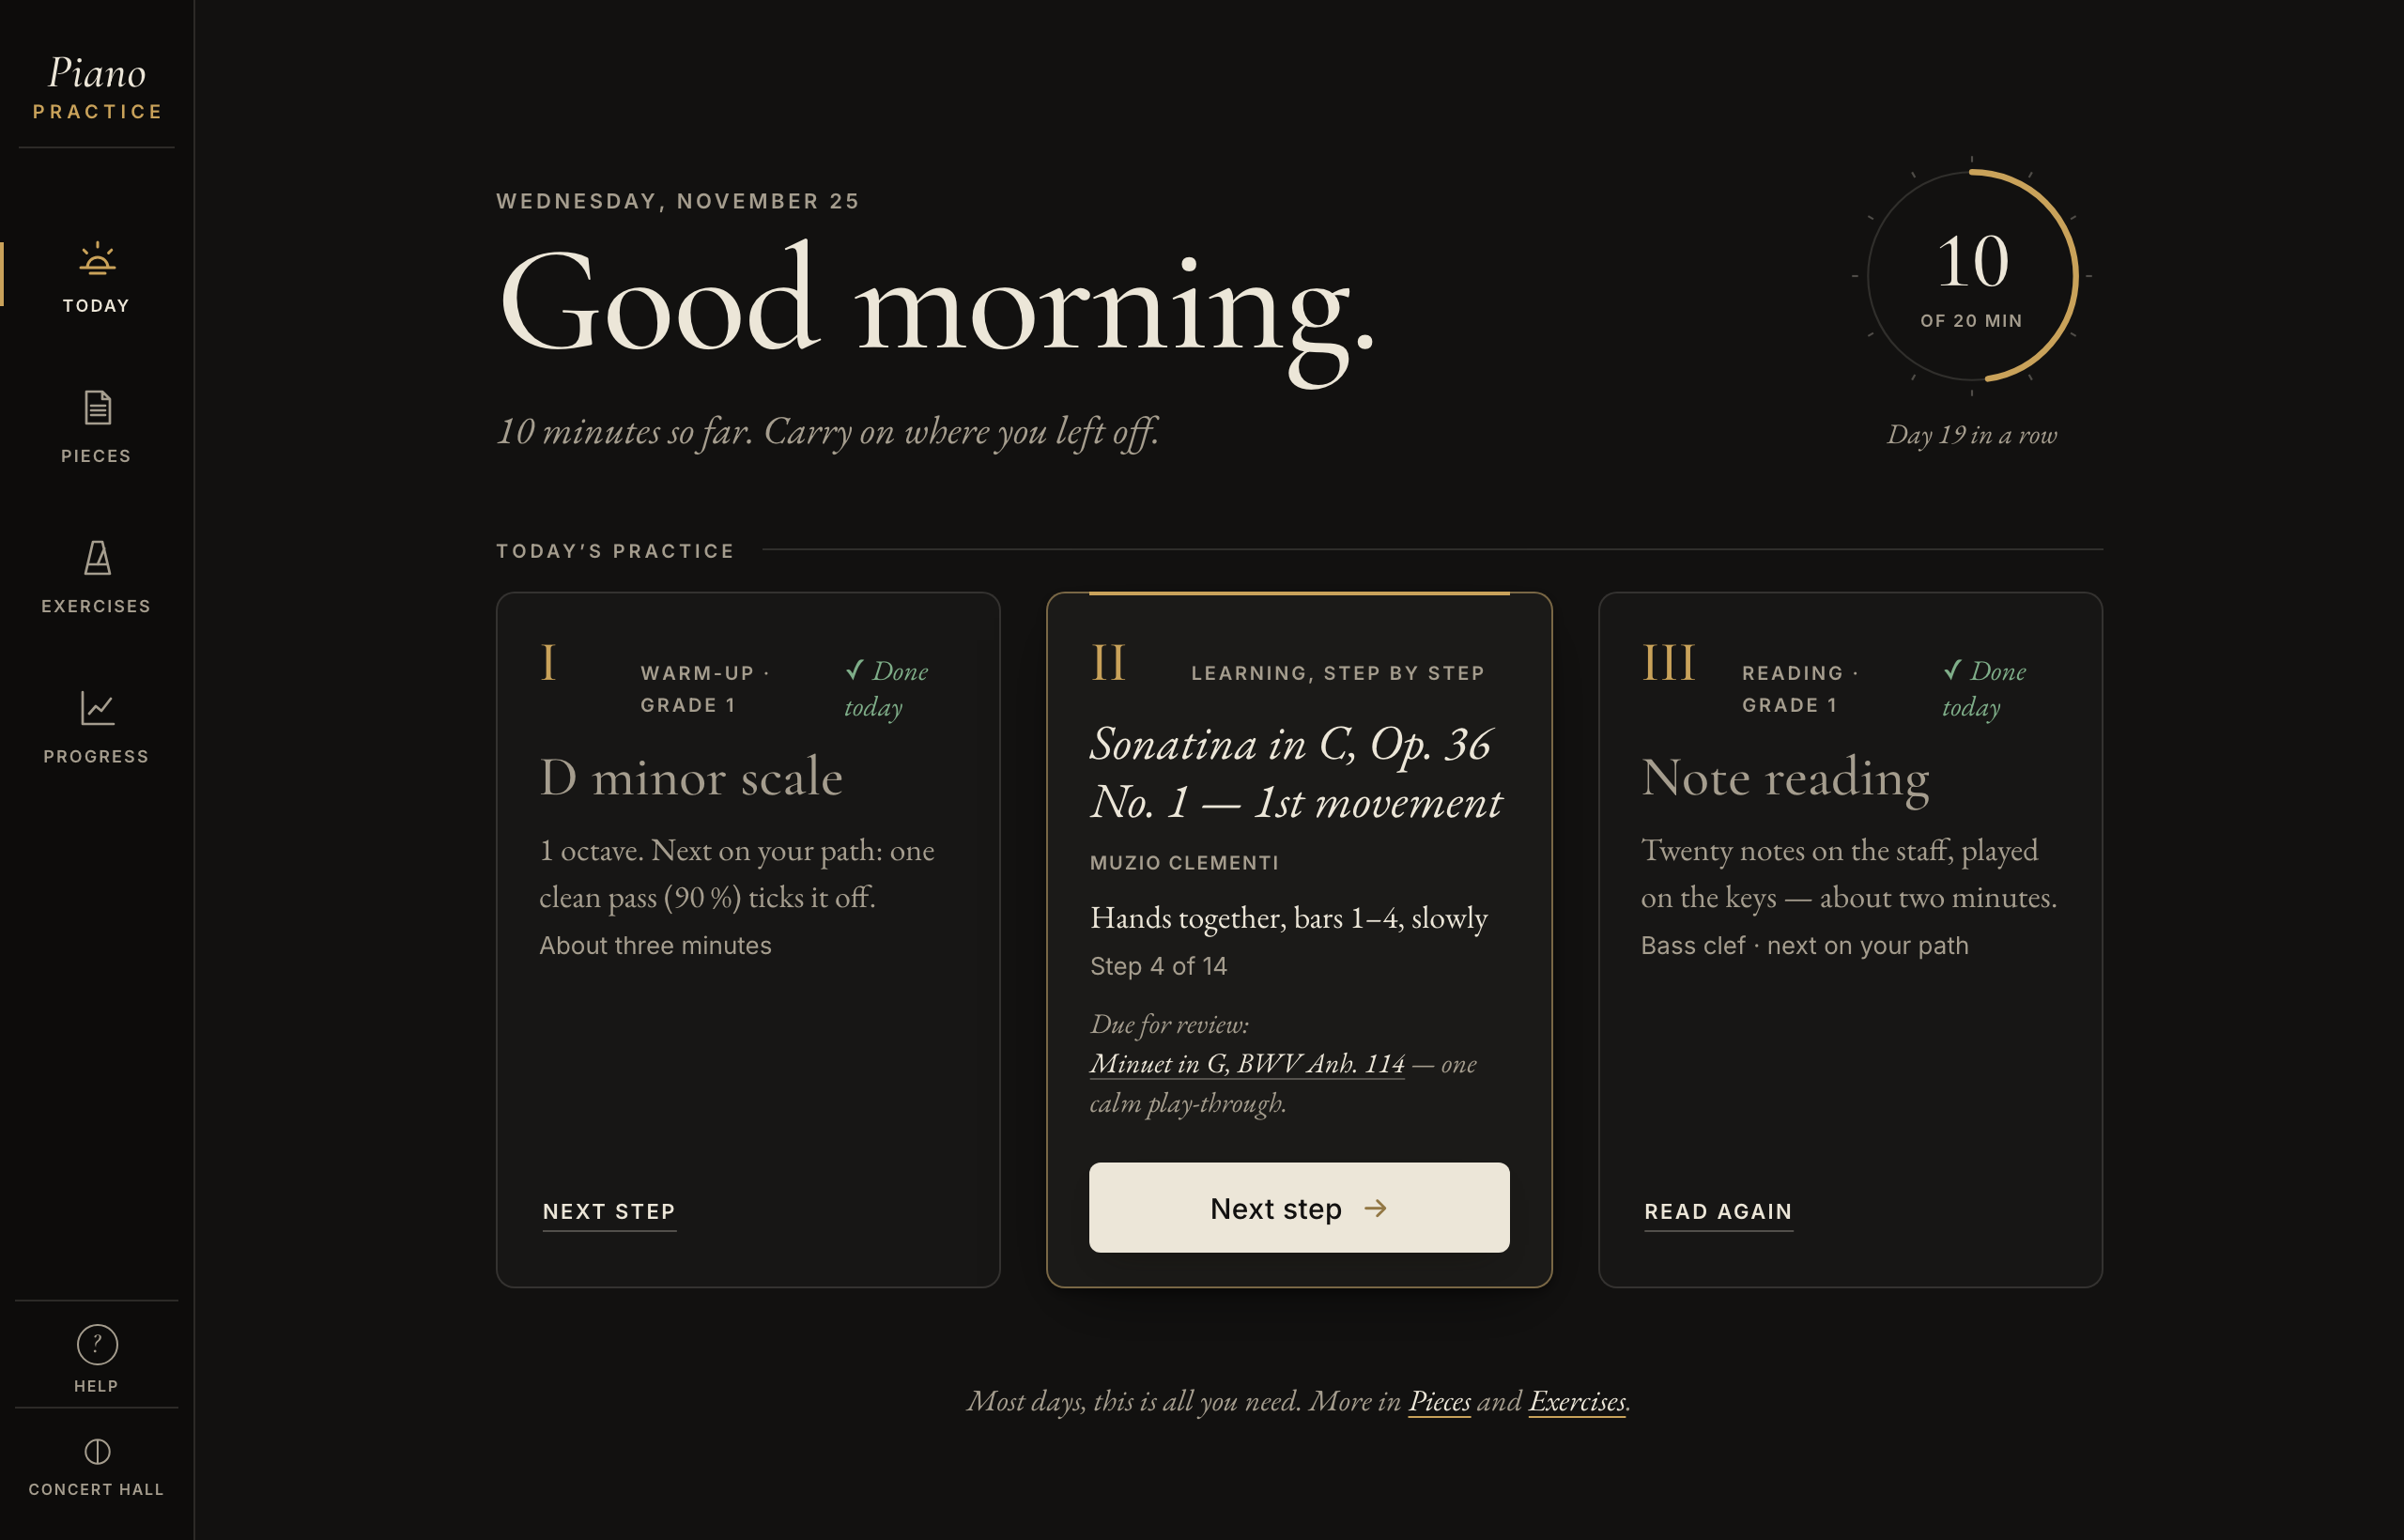 Piano
PRACTICE
TODAY
PIECES
EXERCISES
PROGRESS
?
HELP
CONCERT HALL
WEDNESDAY, NOVEMBER 25
Good morning.
10 minutes so far. Carry on where you left off.
10
OF 20 MIN
Day 19 in a row
TODAY’S PRACTICE
I
WARM-UP ·
GRADE 1
✓ Done
today
D minor scale
1 octave. Next on your path: one
clean pass (90 %) ticks it off.
About three minutes
NEXT STEP
II
LEARNING, STEP BY STEP
Sonatina in C, Op. 36
No. 1 — 1st movement
MUZIO CLEMENTI
Hands together, bars 1–4, slowly
Step 4 of 14
Due for review:
Minuet in G, BWV Anh. 114 — one
calm play-through.
Next step →
III
READING ·
GRADE 1
✓ Done
today
Note reading
Twenty notes on the staff, played
on the keys — about two minutes.
Bass clef · next on your path
READ AGAIN
Most days, this is all you need. More in Pieces and Exercises.